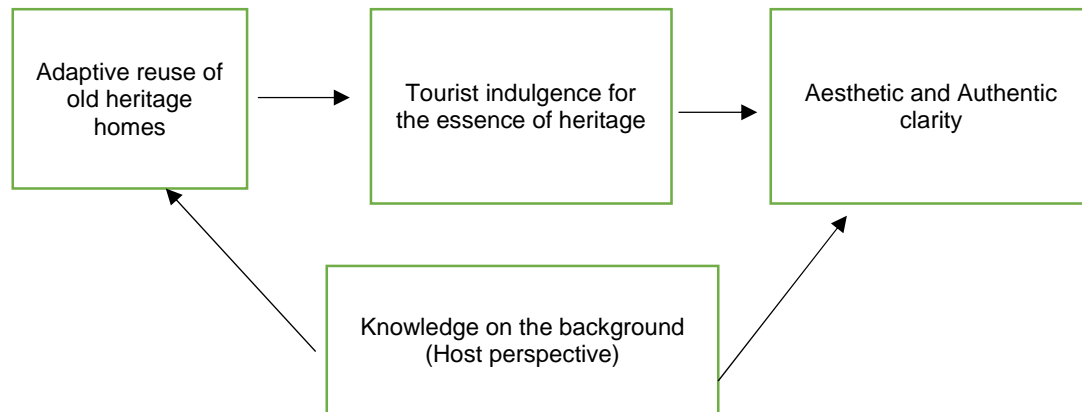 Adaptive reuse of
old heritage
homes
Tourist indulgence for
the essence of heritage
Aesthetic and Authentic
clarity
Knowledge on the background
(Host perspective)